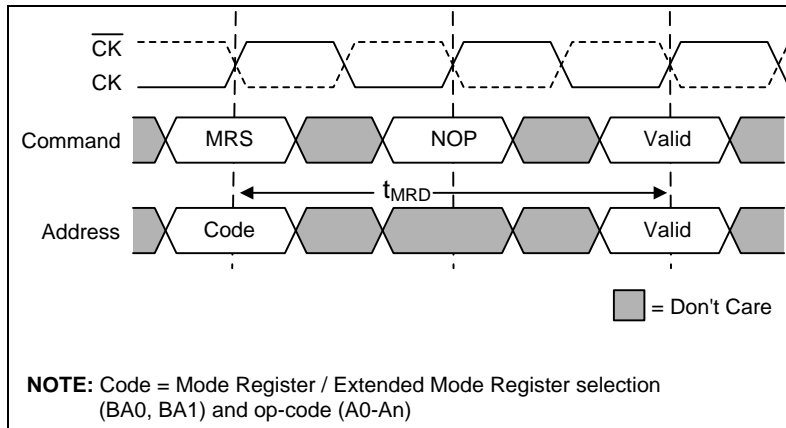 CK
CK
Command MRS NOP Valid
tMRD
Address Code Valid
= Don't Care
NOTE: Code = Mode Register / Extended Mode Register selection
(BA0, BA1) and op-code (A0-An)